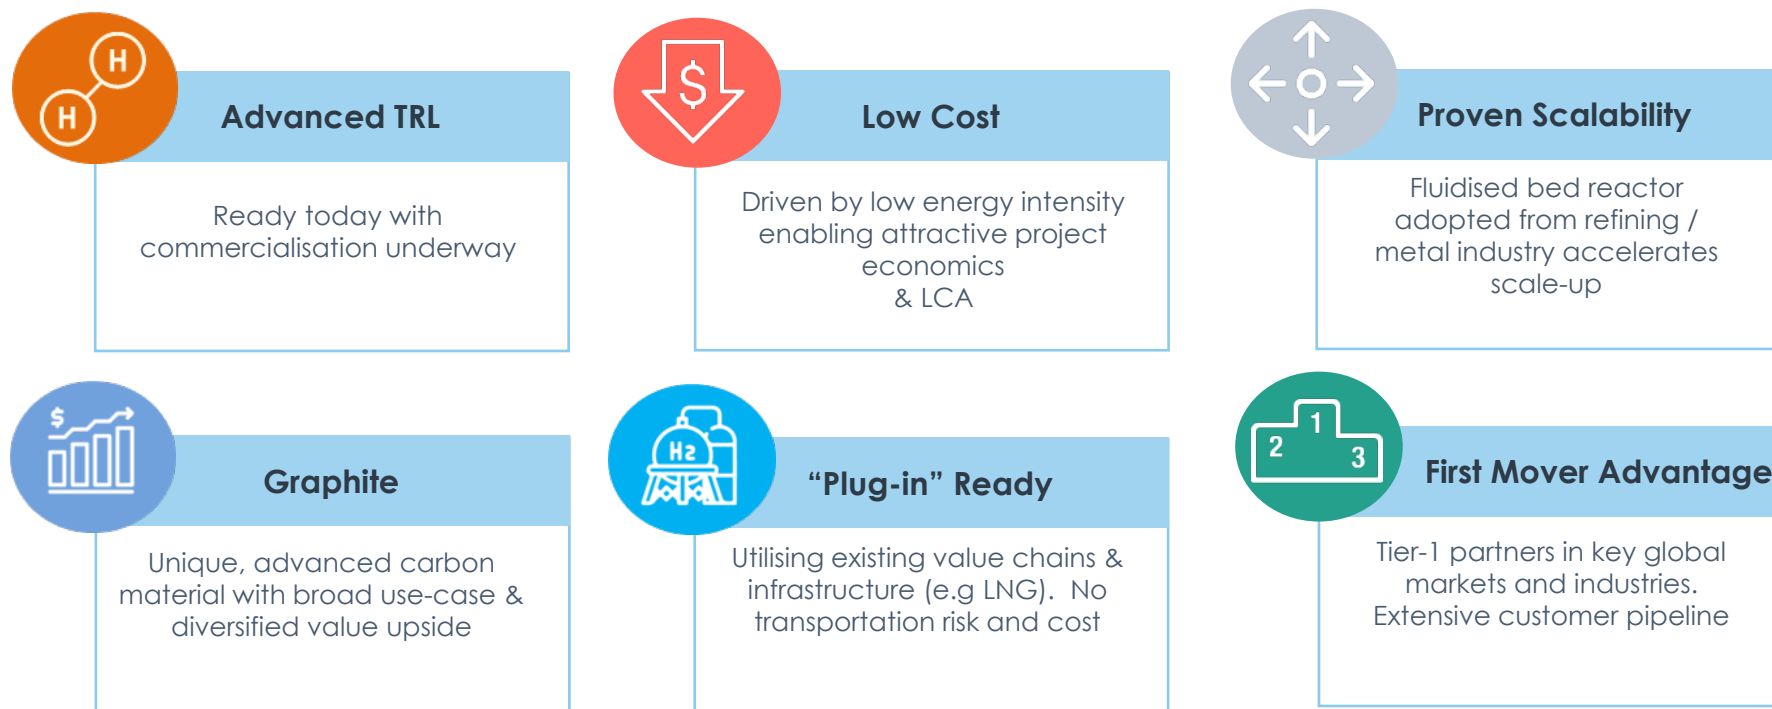 H
H
Advanced TRL
Ready today with
commercialisation underway
$
Low Cost
Driven by low energy intensity
enabling attractive project
economics
& LCA
Proven Scalability
Fluidised bed reactor
adopted from refining /
metal industry accelerates
scale-up
$
Graphite
Unique, advanced carbon
material with broad use-case &
diversified value upside
H2
“Plug-in” Ready
Utilising existing value chains &
infrastructure (e.g LNG).  No
transportation risk and cost
1
2
3
First Mover Advantage
Tier-1 partners in key global
markets and industries.
Extensive customer pipeline